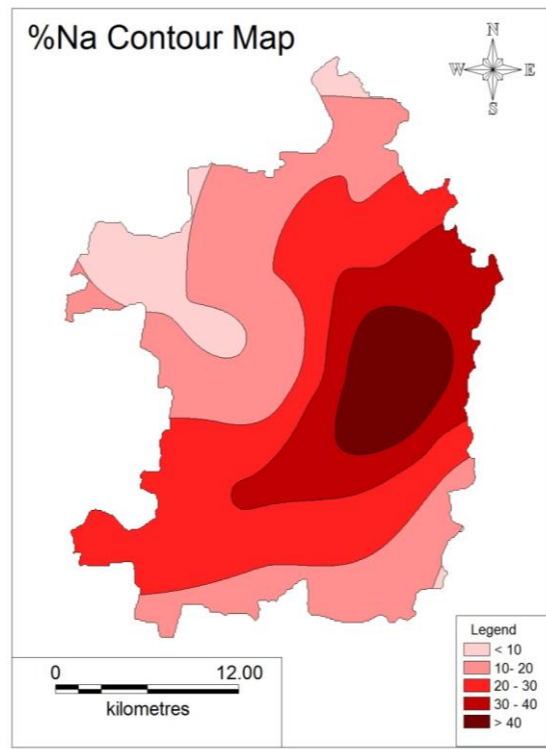 %Na Contour Map
N
W E
S
Legend
< 10
10- 20
20 - 30
30 - 40
> 40
0 12.00
kilometres